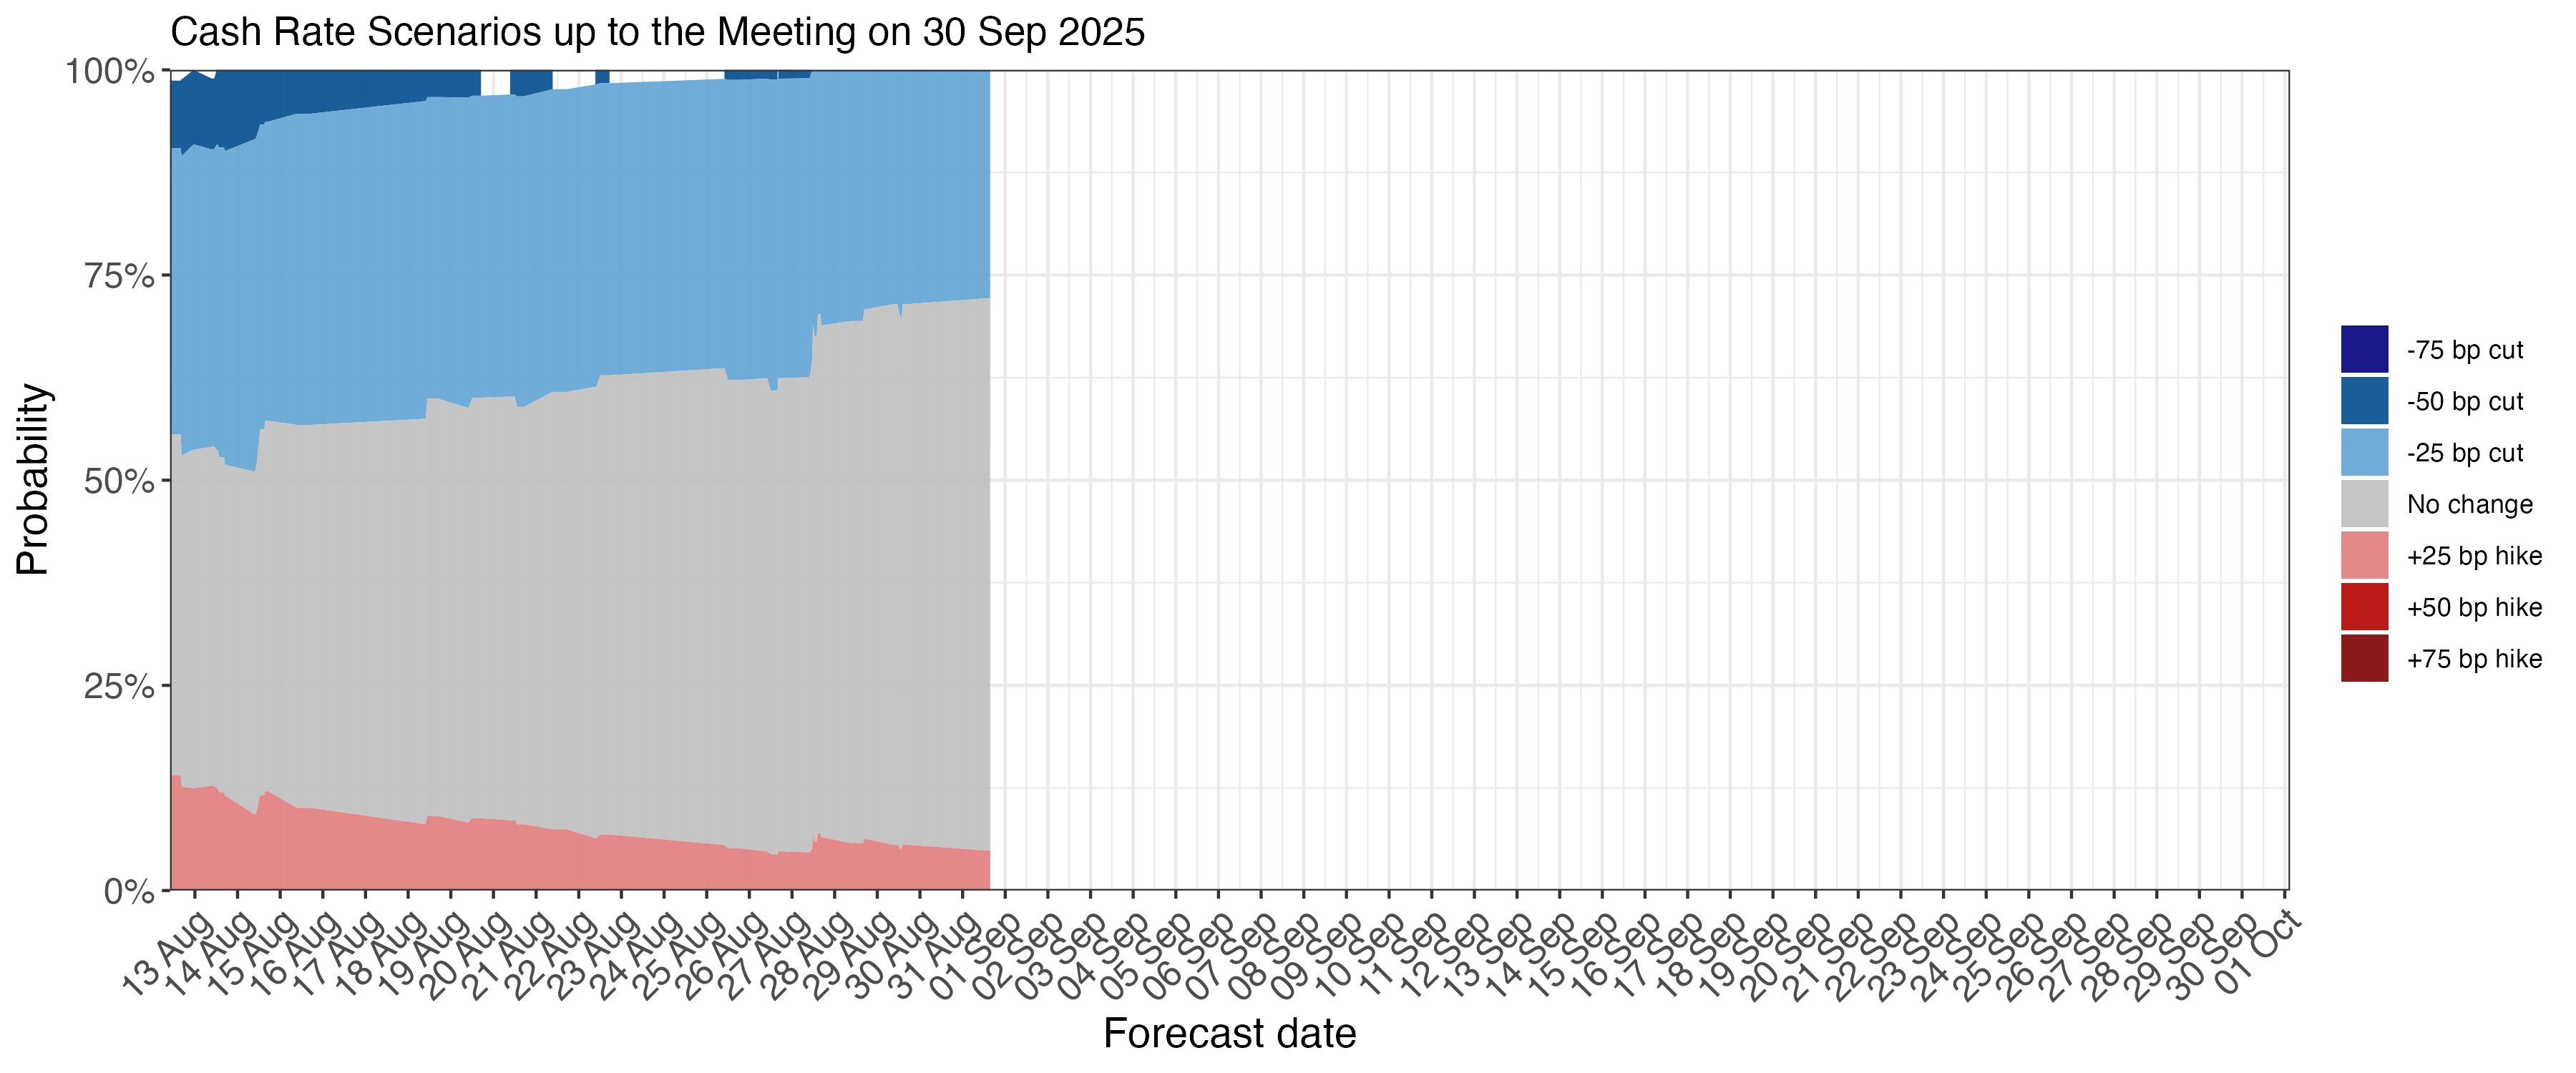 Cash Rate Scenarios up to the Meeting on 30 Sep 2025
100%
75%
50%
25%
0%
Probability
13 Aug
14 Aug
15 Aug
16 Aug
17 Aug
18 Aug
19 Aug
20 Aug
21 Aug
22 Aug
23 Aug
24 Aug
25 Aug
26 Aug
27 Aug
28 Aug
29 Aug
30 Aug
31 Aug
01 Sep
02 Sep
03 Sep
04 Sep
05 Sep
06 Sep
07 Sep
08 Sep
09 Sep
10 Sep
11 Sep
12 Sep
13 Sep
14 Sep
15 Sep
16 Sep
17 Sep
18 Sep
19 Sep
20 Sep
21 Sep
22 Sep
23 Sep
24 Sep
25 Sep
26 Sep
27 Sep
28 Sep
29 Sep
30 Sep
01 Oct
Forecast date
-75 bp cut
-50 bp cut
-25 bp cut
No change
+25 bp hike
+50 bp hike
+75 bp hike